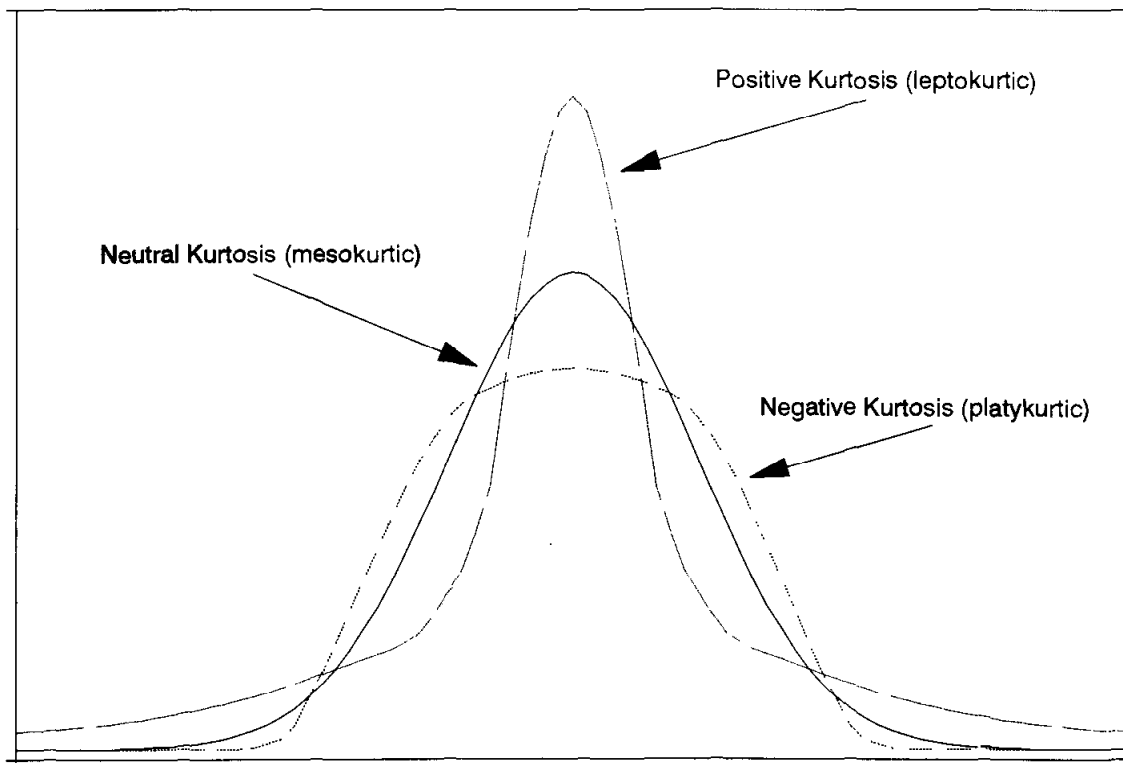 Positive Kurtosis (leptokurtic)
Neutral Kurtosis (mesokurtic)
Negative Kurtosis (platykurtic)